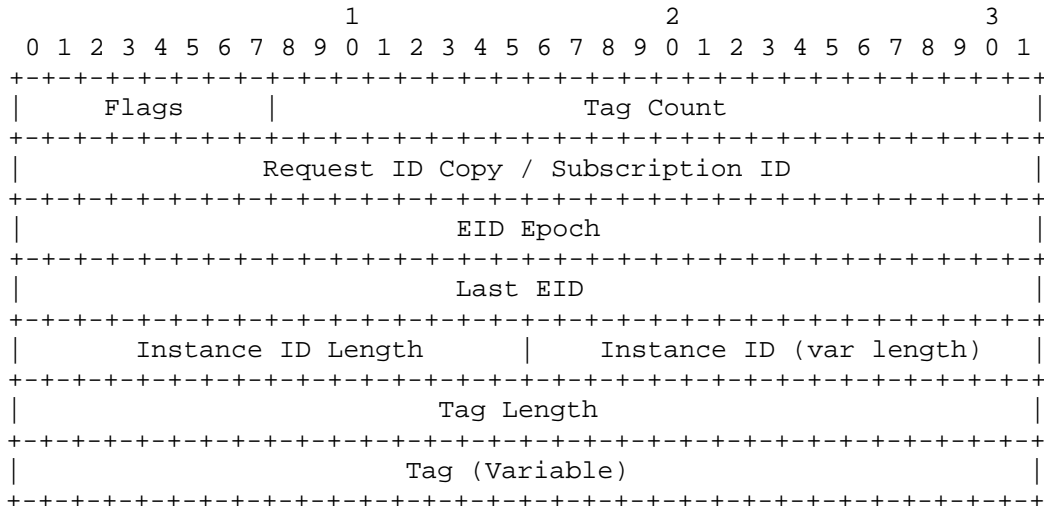 1                   2                   3
 0 1 2 3 4 5 6 7 8 9 0 1 2 3 4 5 6 7 8 9 0 1 2 3 4 5 6 7 8 9 0 1
+-+-+-+-+-+-+-+-+-+-+-+-+-+-+-+-+-+-+-+-+-+-+-+-+-+-+-+-+-+-+-+-+
|     Flags     |                   Tag Count                   |
+-+-+-+-+-+-+-+-+-+-+-+-+-+-+-+-+-+-+-+-+-+-+-+-+-+-+-+-+-+-+-+-+
|               Request ID Copy / Subscription ID               |
+-+-+-+-+-+-+-+-+-+-+-+-+-+-+-+-+-+-+-+-+-+-+-+-+-+-+-+-+-+-+-+-+
|                           EID Epoch                           |
+-+-+-+-+-+-+-+-+-+-+-+-+-+-+-+-+-+-+-+-+-+-+-+-+-+-+-+-+-+-+-+-+
|                           Last EID                            |
+-+-+-+-+-+-+-+-+-+-+-+-+-+-+-+-+-+-+-+-+-+-+-+-+-+-+-+-+-+-+-+-+
|       Instance ID Length      |    Instance ID (var length)   |
+-+-+-+-+-+-+-+-+-+-+-+-+-+-+-+-+-+-+-+-+-+-+-+-+-+-+-+-+-+-+-+-+
|                          Tag Length                           |
+-+-+-+-+-+-+-+-+-+-+-+-+-+-+-+-+-+-+-+-+-+-+-+-+-+-+-+-+-+-+-+-+
|                        Tag (Variable)                         |
+-+-+-+-+-+-+-+-+-+-+-+-+-+-+-+-+-+-+-+-+-+-+-+-+-+-+-+-+-+-+-+-+